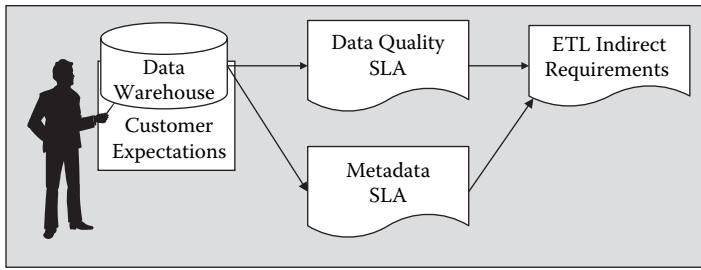 Data
Warehouse
Customer
Expectations
Data Quality
SLA
Metadata
SLA
ETL Indirect
Requirements